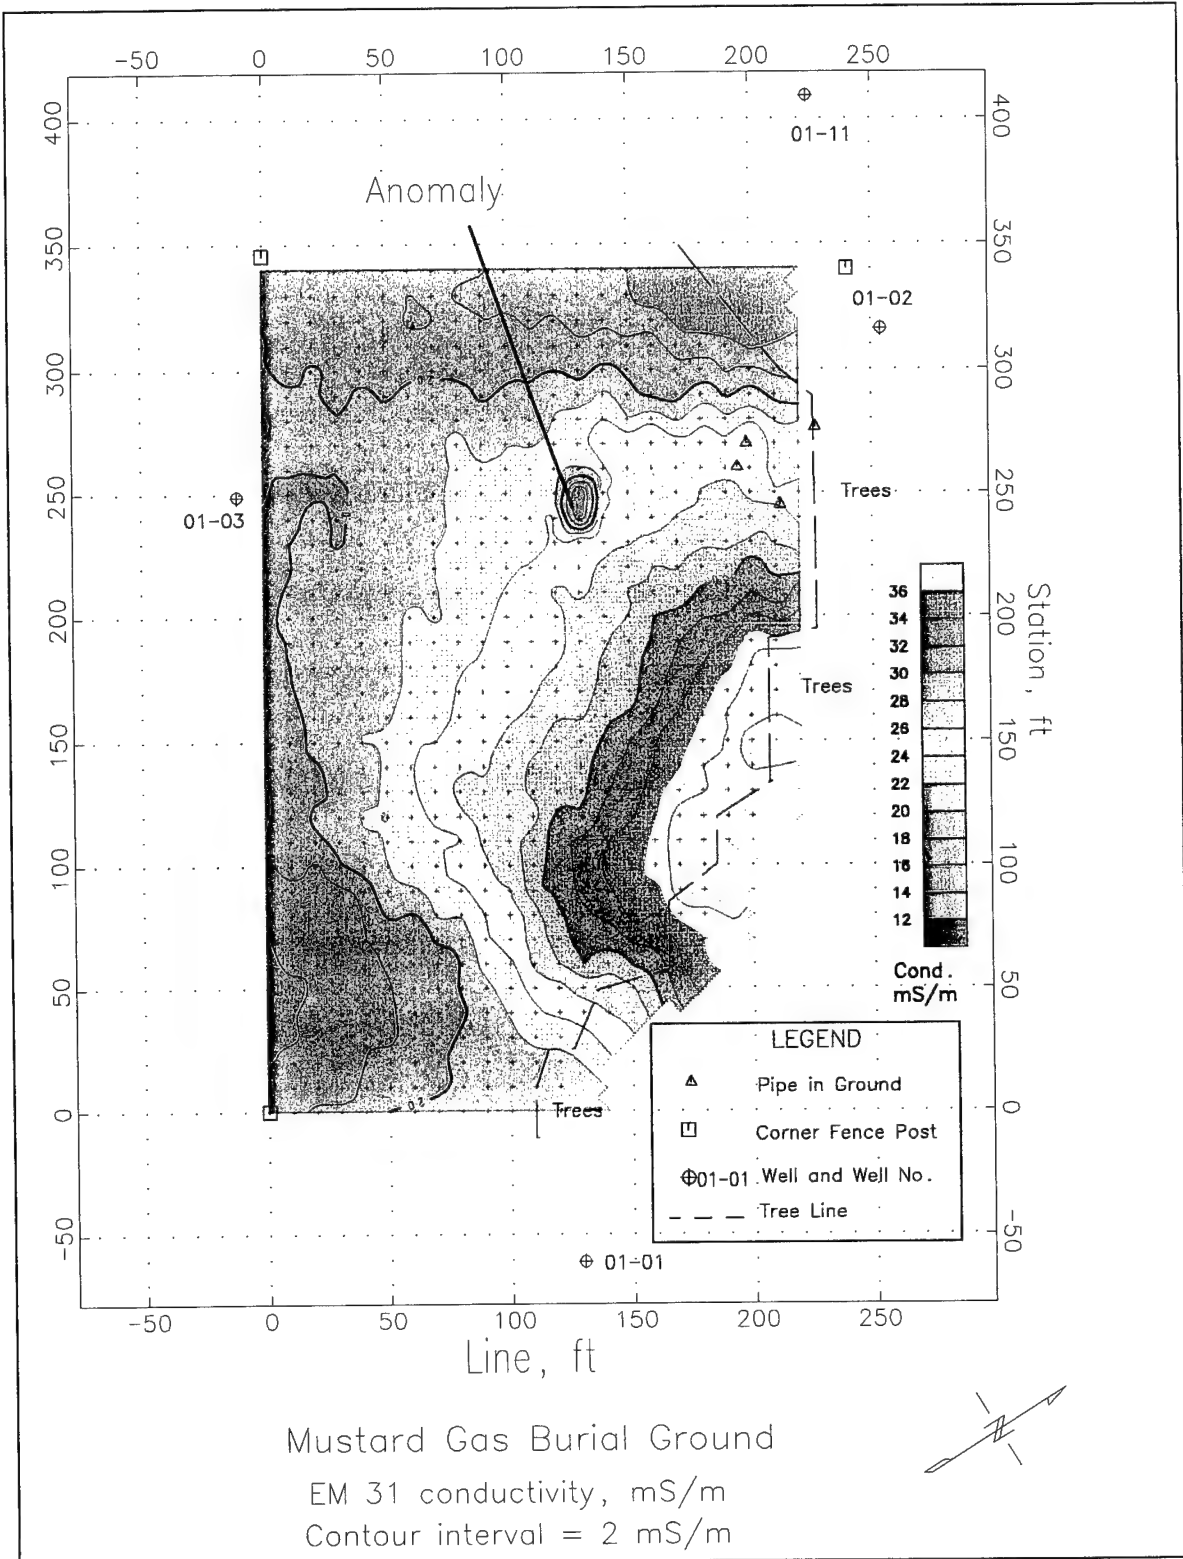 -50 0 50 100 150 200 250
400 400
01-11
Anomaly
350 350
01-02
300 300
250 Trees 250
01-03
36
34
32
30
28
26
24
22
20
18
16
14
12
Cond.
mS/m
Station, ft
200 200
Trees
150 150
100 100
50 50
LEGEND
Pipe in Ground
Corner Fence Post
01-01 Well and Well No.
Tree Line
0 Trees 0
-50 -50
01-01
-50 0 50 100 150 200 250
Line, ft
Mustard Gas Burial Ground
EM 31 conductivity, mS/m
Contour interval = 2 mS/m